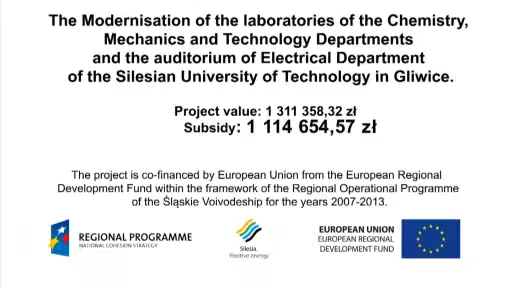 The Modernisation of the laboratories of the Chemistry,
Mechanics and Technology Departments
and the auditorium of Electrical Department
of the Silesian University of Technology in Gliwice.
Project value: 1 311 358,32 zł
Subsidy: 1 114 654,57 zł
The project is co-financed by European Union from the European Regional
Development Fund within the framework of the Regional Operational Programme
of the Śląskie Voivodeship for the years 2007-2013.
REGIONAL PROGRAMME
NATIONAL COHESION STRATEGY
Silesia.
Positive energy
EUROPEAN UNION
EUROPEAN REGIONAL
DEVELOPMENT FUND